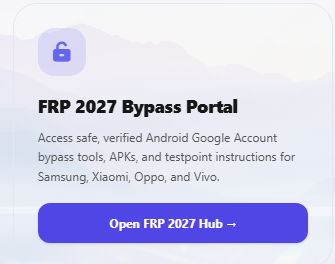 FRP 2027 Bypass Portal
Access safe, verified Android Google Account
bypass tools, APKs, and testpoint instructions for
Samsung, Xiaomi, Oppo, and Vivo.
Open FRP 2027 Hub →